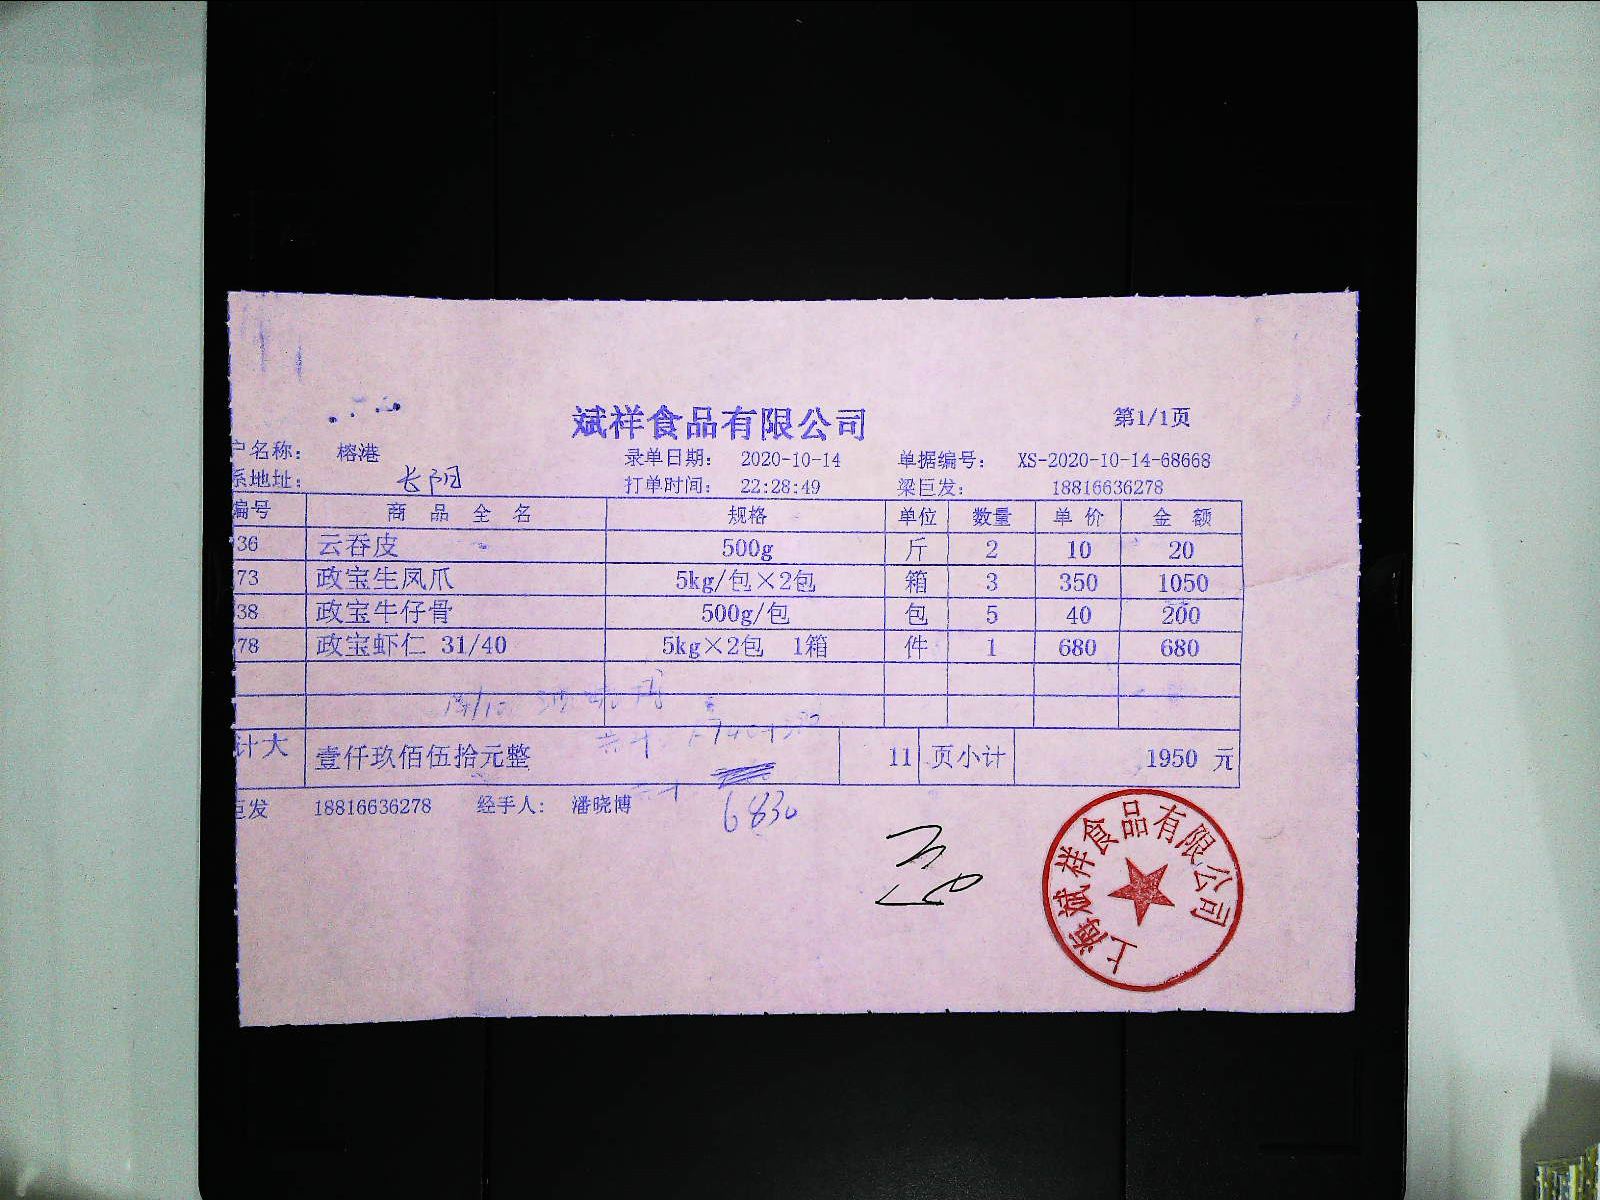 斌祥食品有限公司 第1/1页
户名称： 榕港 录单日期： 2020-10-14 单据编号： XS-2020-10-14-68668
系地址： 长阳 打单时间： 22:28:49 梁巨发： 18816636278
编号 商品全名 规格 单位 数量 单价 金额
36 云吞皮 500g 斤 2 10 20
73 政宝生凤爪 5kg/包×2包 箱 3 350 1050
38 政宝牛仔骨 500g/包 包 5 40 200
78 政宝虾仁 31/40 5kg×2包 1箱 件 1 680 680
计大 壹仟玖佰伍拾元整 11 页小计 1950 元
巨发 18816636278 经手人： 潘晓博
6830
上海斌祥食品有限公司